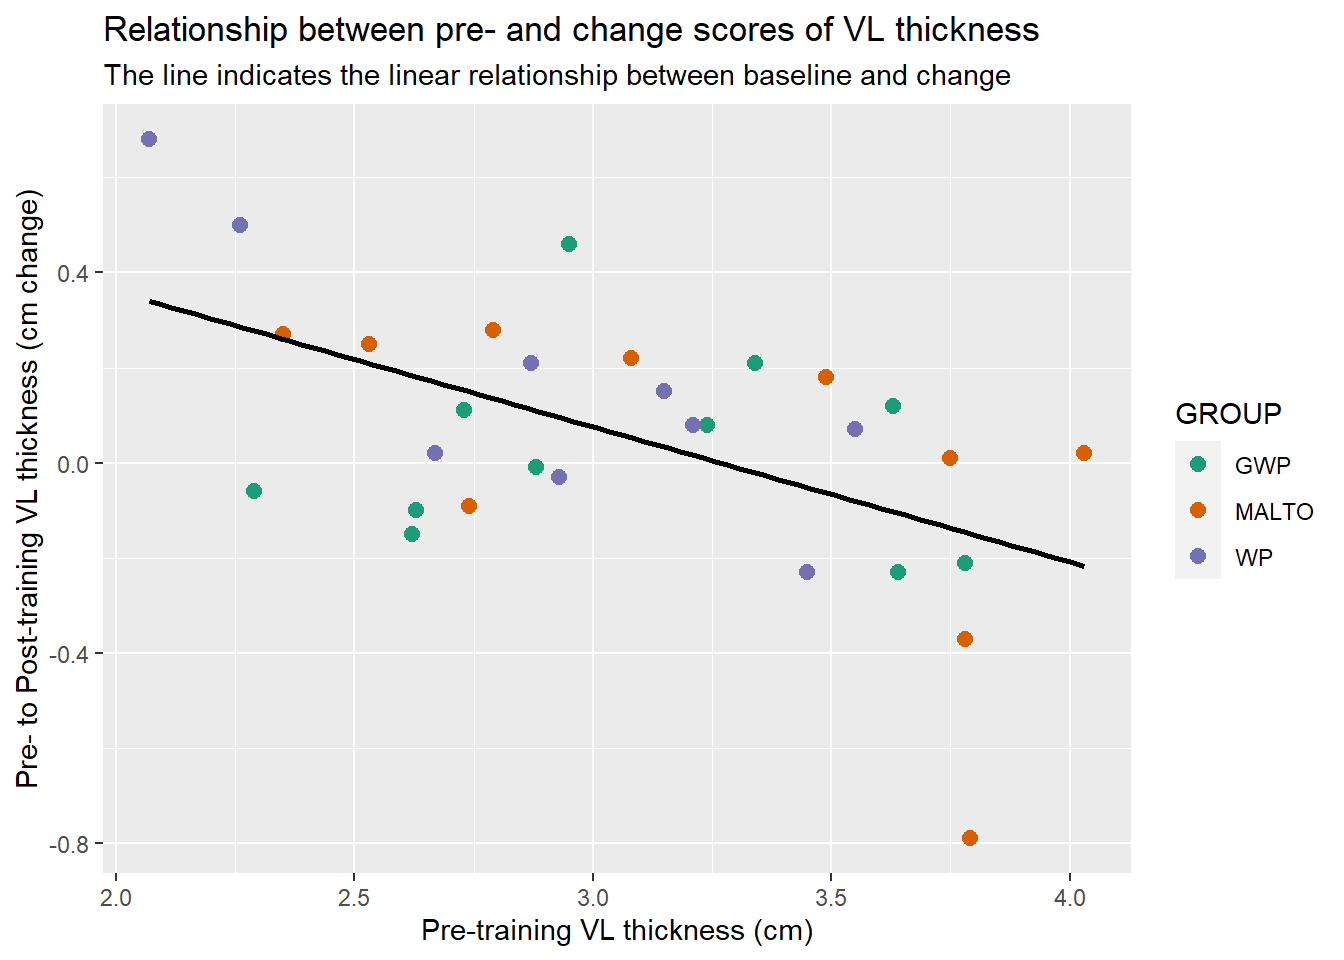 Relationship between pre- and change scores of VL thickness
The line indicates the linear relationship between baseline and change
Pre- to Post-training VL thickness (cm change)
0.4
0.0
-0.4
-0.8
2.0
2.5
3.0
3.5
4.0
Pre-training VL thickness (cm)
GROUP
GWP
MALTO
WP